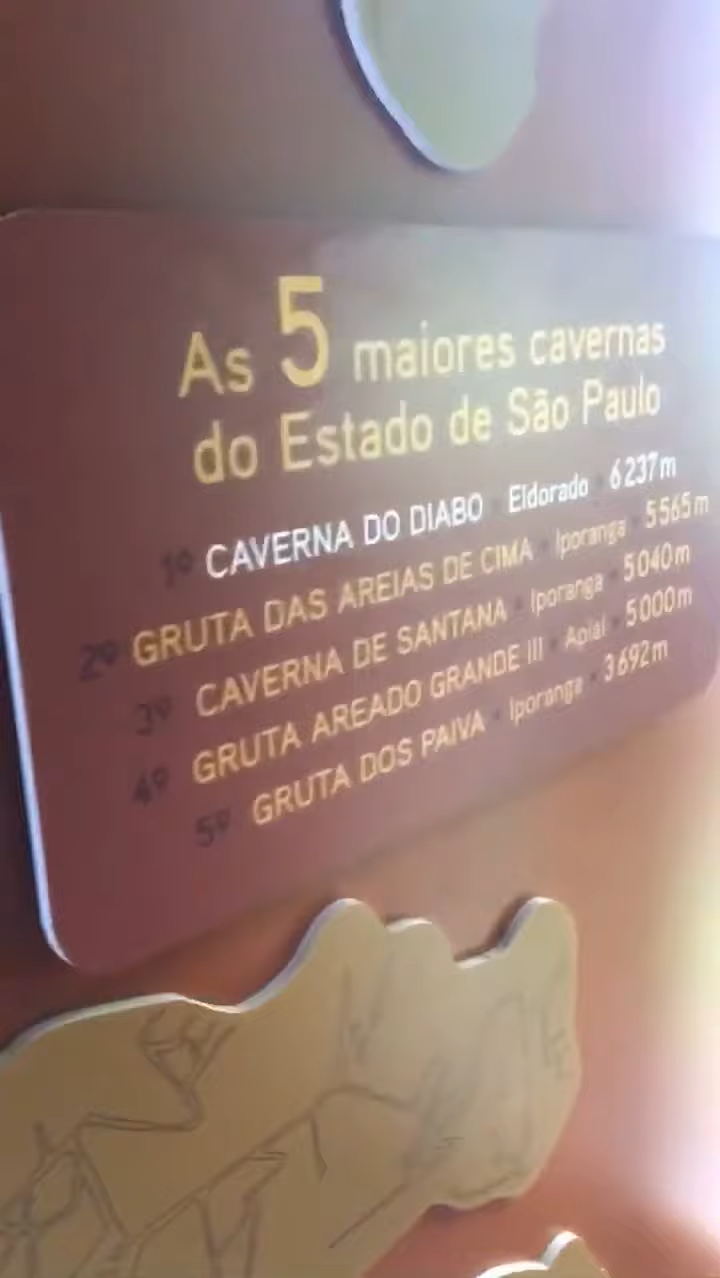 As 5 maiores cavernas
do Estado de São Paulo
1º CAVERNA DO DIABO • Eldorado • 6237m
2º GRUTA DAS AREIAS DE CIMA • Iporanga • 5565m
3º CAVERNA DE SANTANA • Iporanga • 5040m
4º GRUTA AREADO GRANDE III • Apiaí • 5000m
5º GRUTA DOS PAIVA • Iporanga • 3692m